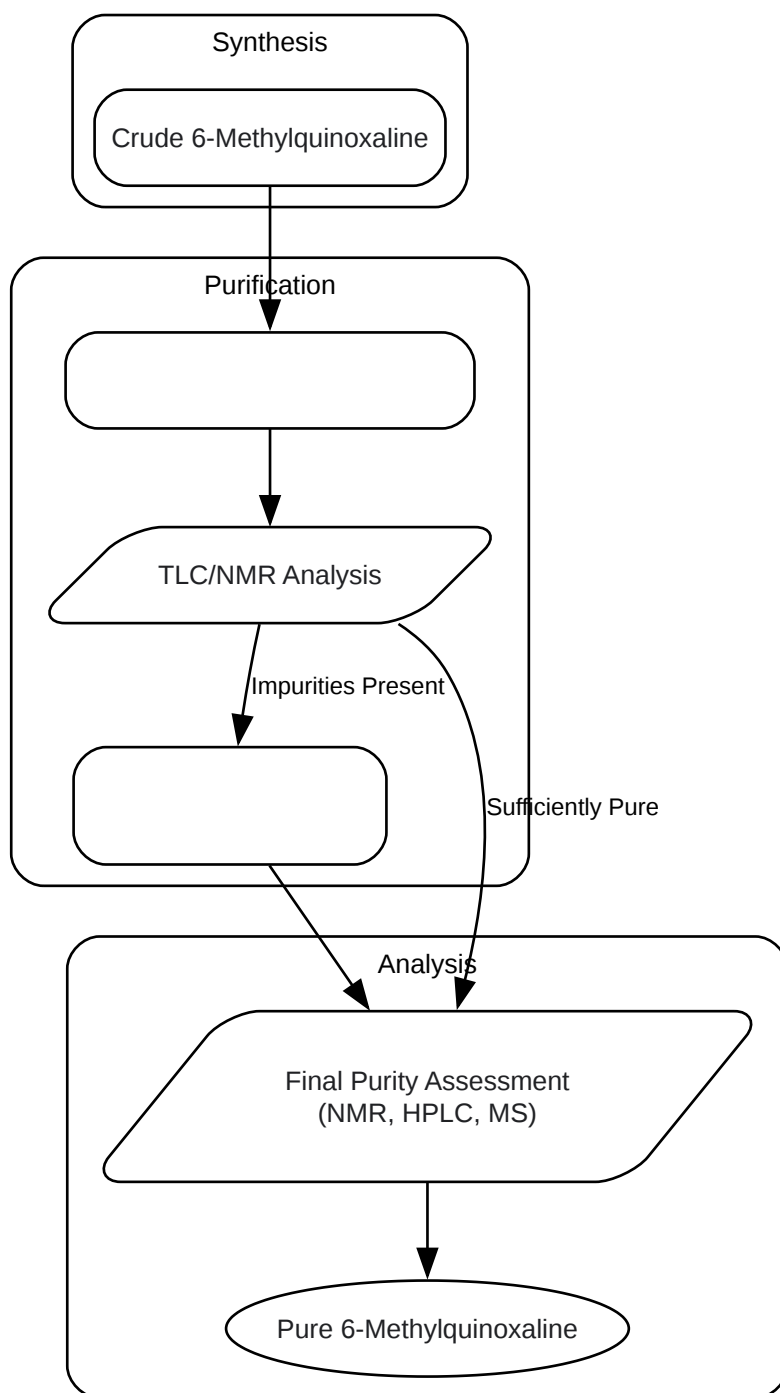 Synthesis
Crude 6-Methylquinoxaline
Purification
TLC/NMR Analysis
Impurities Present
Sufficiently Pure
Analysis
Final Purity Assessment
(NMR, HPLC, MS)
Pure 6-Methylquinoxaline